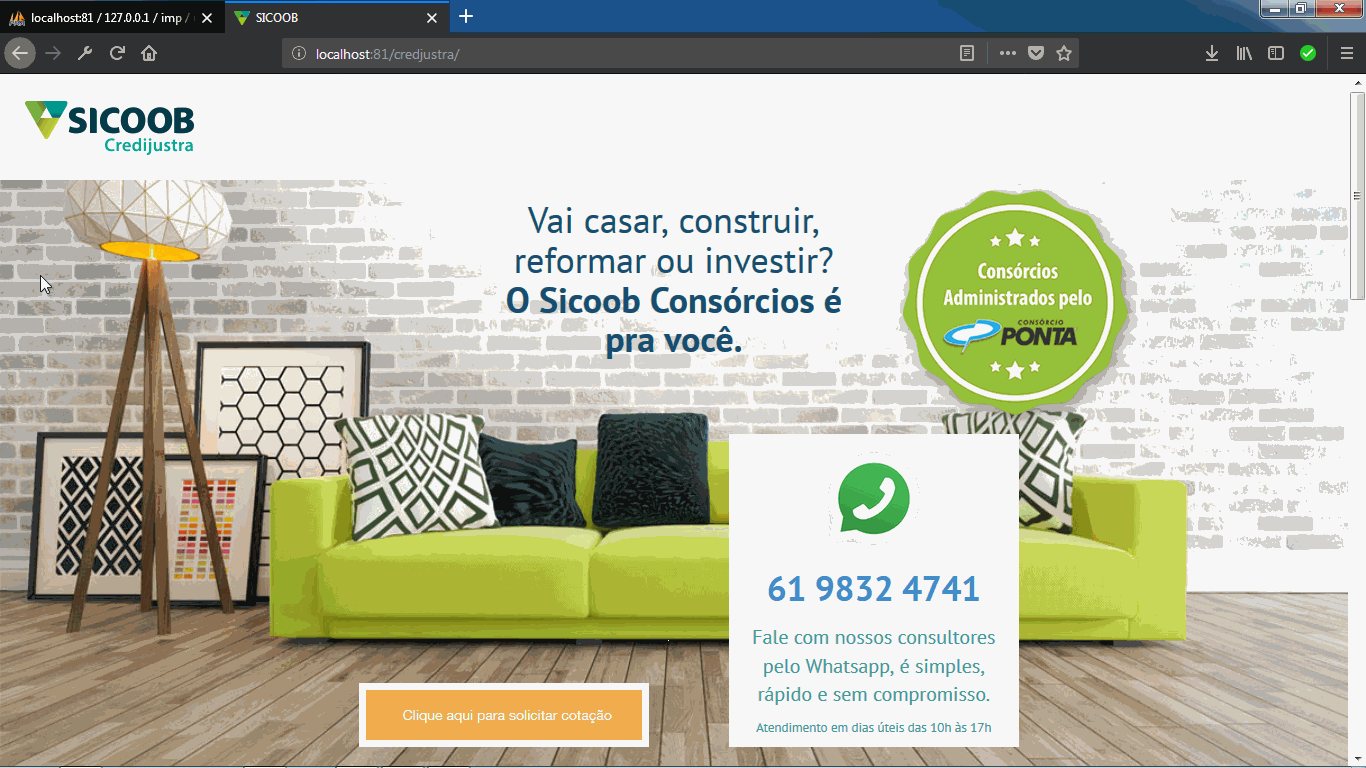 localhost:81 / 127.0.0.1 / imp /
SICOOB
localhost:81/credjustra/
SICOOB
Credijustra
Vai casar, construir,
reformar ou investir?
O Sicoob Consórcios é
pra você.
Consórcios
Administrados pelo
CONSÓRCIO
PONTA
61 9832 4741
Fale com nossos consultores
pelo Whatsapp, é simples,
rápido e sem compromisso.
Atendimento em dias úteis das 10h às 17h
Clique aqui para solicitar cotação